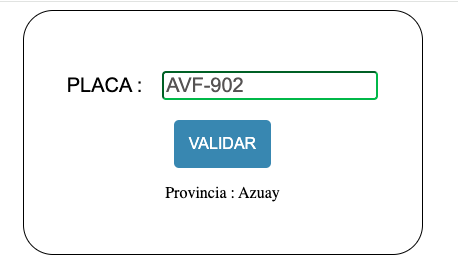 PLACA : AVF-902
VALIDAR
Provincia : Azuay